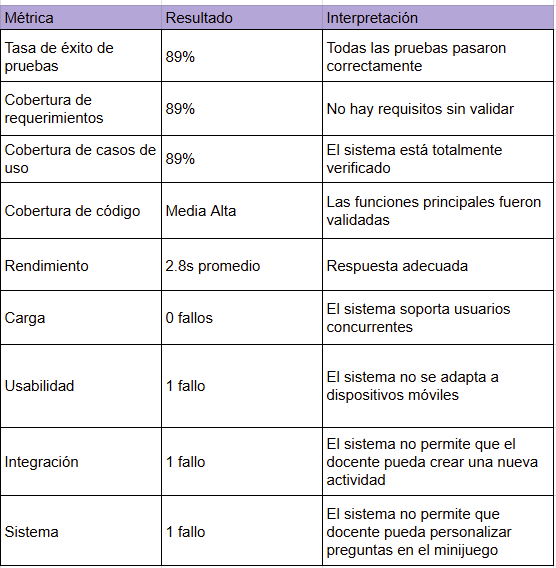 Métrica Resultado Interpretación
Tasa de éxito de
pruebas
89%
Todas las pruebas pasaron
correctamente
Cobertura de
requerimientos
89%
No hay requisitos sin validar
Cobertura de casos de
uso
89%
El sistema está totalmente
verificado
Cobertura de código
Media Alta
Las funciones principales fueron
validadas
Rendimiento
2.8s promedio
Respuesta adecuada
Carga
0 fallos
El sistema soporta usuarios
concurrentes
Usabilidad
1 fallo
El sistema no se adapta a
dispositivos móviles
Integración
1 fallo
El sistema no permite que el
docente pueda crear una nueva
actividad
Sistema
1 fallo
El sistema no permite que
docente pueda personalizar
preguntas en el minijuego